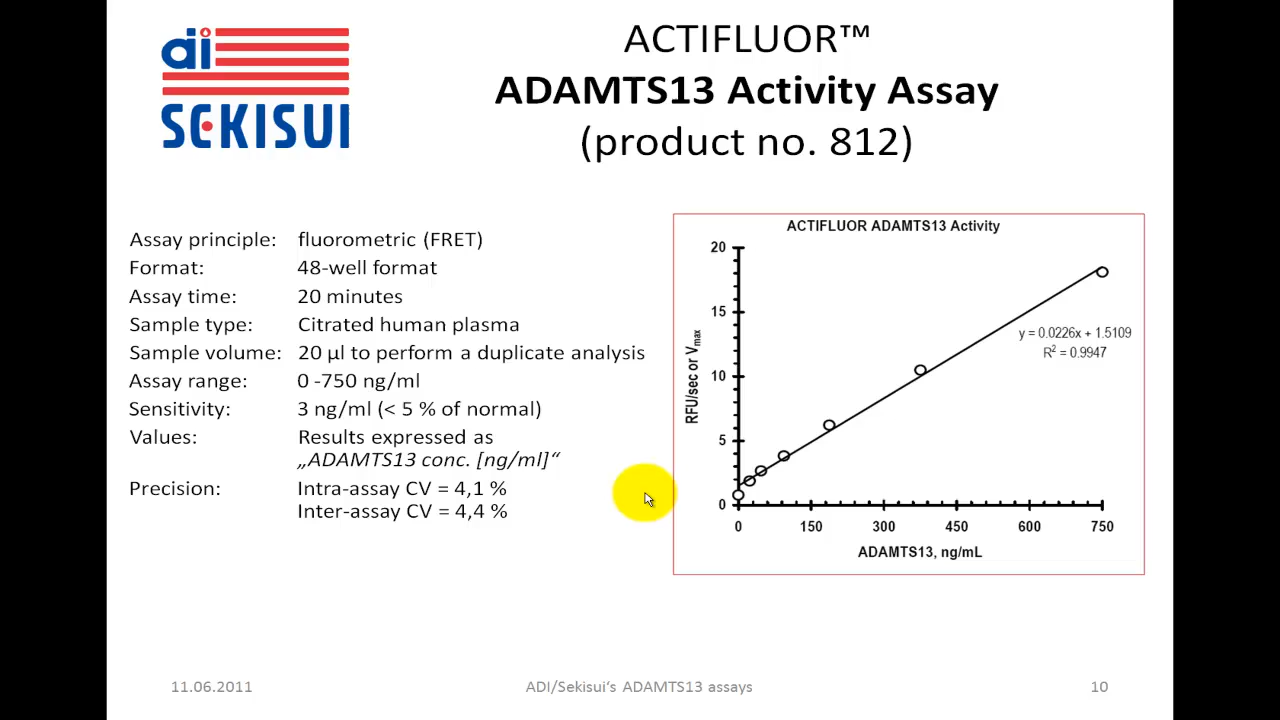 ai
SEKISUI
ACTIFLUOR™
ADAMTS13 Activity Assay
(product no. 812)
Assay principle: fluorometric (FRET)
Format: 48-well format
Assay time: 20 minutes
Sample type: Citrated human plasma
Sample volume: 20 µl to perform a duplicate analysis
Assay range: 0 -750 ng/ml
Sensitivity: 3 ng/ml (< 5 % of normal)
Values: Results expressed as
„ADAMTS13 conc. [ng/ml]“
Precision: Intra-assay CV = 4,1 %
Inter-assay CV = 4,4 %
ACTIFLUOR ADAMTS13 Activity
20
15
10
5
0
RFU/sec or Vmax
y = 0.0226x + 1.5109
R² = 0.9947
0 150 300 450 600 750
ADAMTS13, ng/mL
11.06.2011 ADI/Sekisui‘s ADAMTS13 assays 10